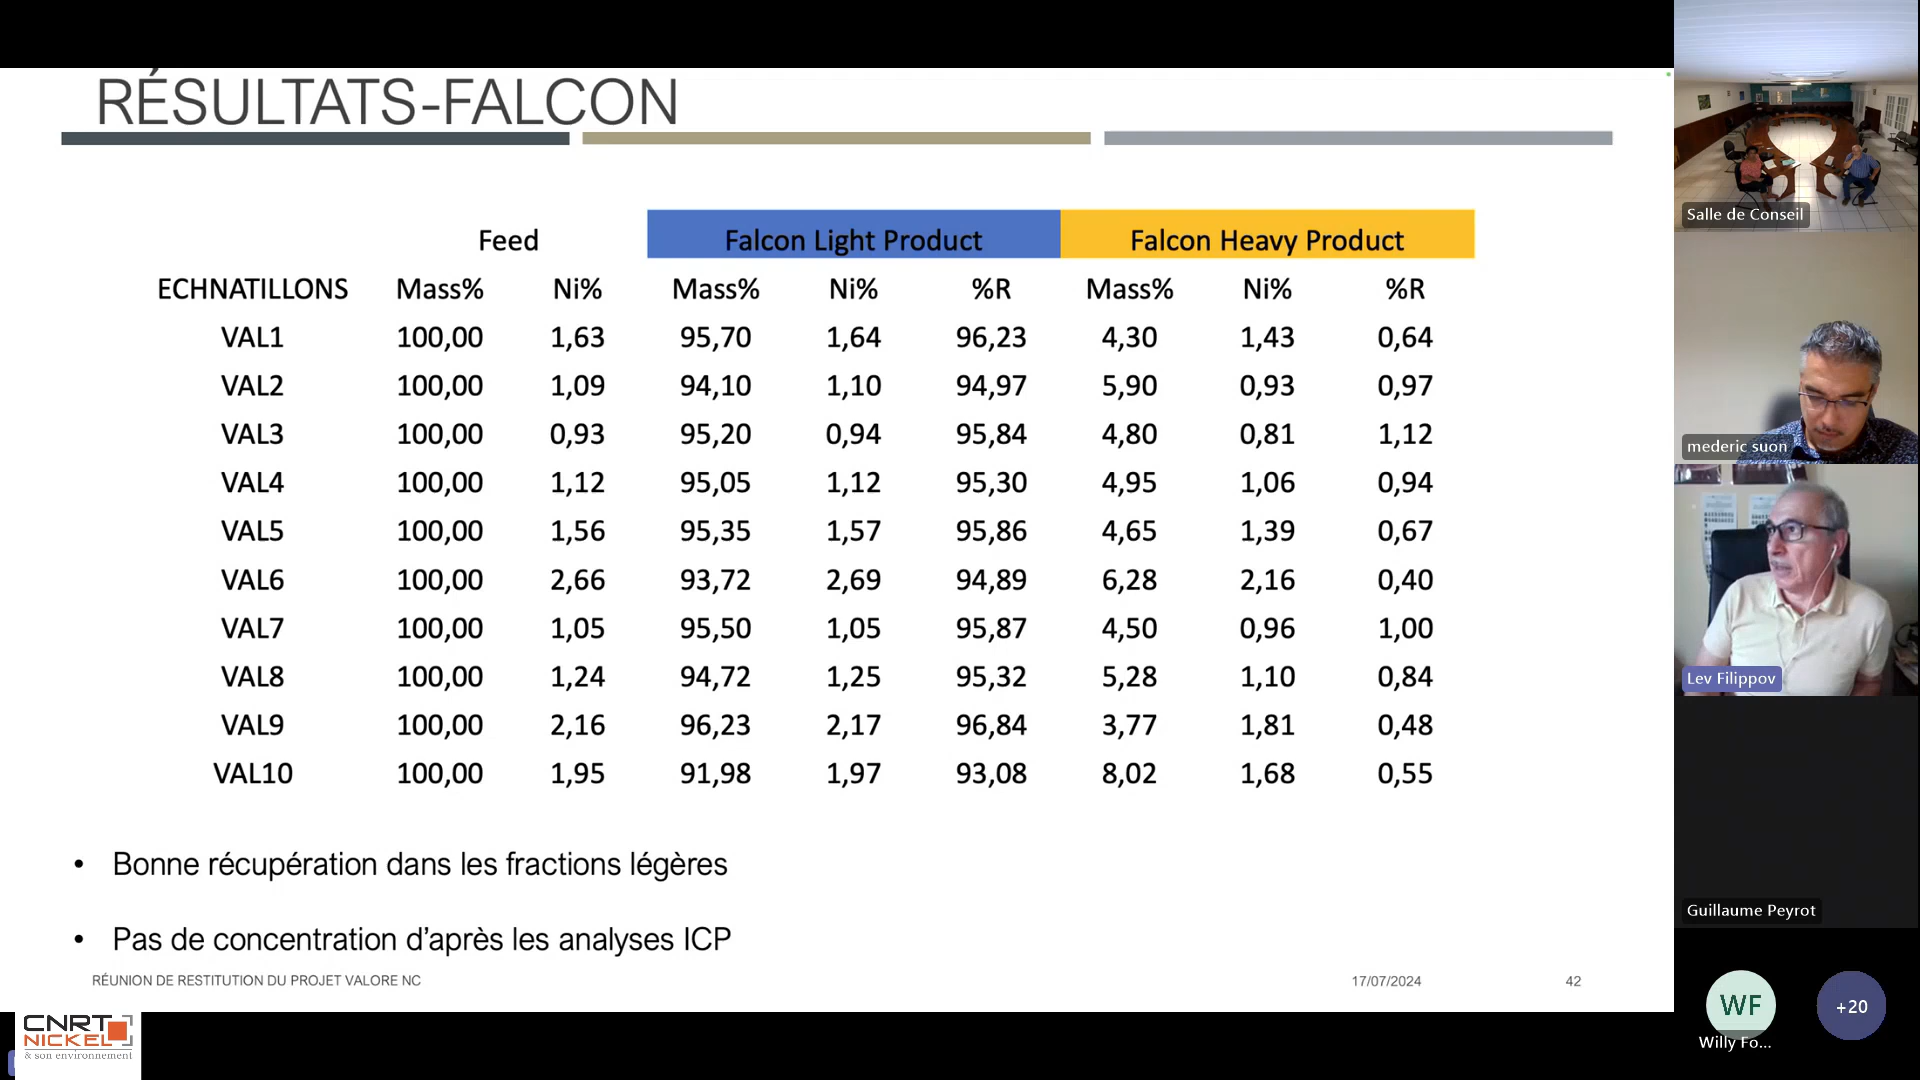 RÉSULTATS-FALCON
Feed Falcon Light Product Falcon Heavy Product
ECHNATILLONS Mass% Ni% Mass% Ni% %R Mass% Ni% %R
VAL1 100,00 1,63 95,70 1,64 96,23 4,30 1,43 0,64
VAL2 100,00 1,09 94,10 1,10 94,97 5,90 0,93 0,97
VAL3 100,00 0,93 95,20 0,94 95,84 4,80 0,81 1,12
VAL4 100,00 1,12 95,05 1,12 95,30 4,95 1,06 0,94
VAL5 100,00 1,56 95,35 1,57 95,86 4,65 1,39 0,67
VAL6 100,00 2,66 93,72 2,69 94,89 6,28 2,16 0,40
VAL7 100,00 1,05 95,50 1,05 95,87 4,50 0,96 1,00
VAL8 100,00 1,24 94,72 1,25 95,32 5,28 1,10 0,84
VAL9 100,00 2,16 96,23 2,17 96,84 3,77 1,81 0,48
VAL10 100,00 1,95 91,98 1,97 93,08 8,02 1,68 0,55
• Bonne récupération dans les fractions légères
• Pas de concentration d’après les analyses ICP
RÉUNION DE RESTITUTION DU PROJET VALORE NC 17/07/2024 42
CNRT
NICKEL
& son environnement
Salle de Conseil
mederic suon
Lev Filippov
Guillaume Peyrot
WF
Willy Fo...
+20